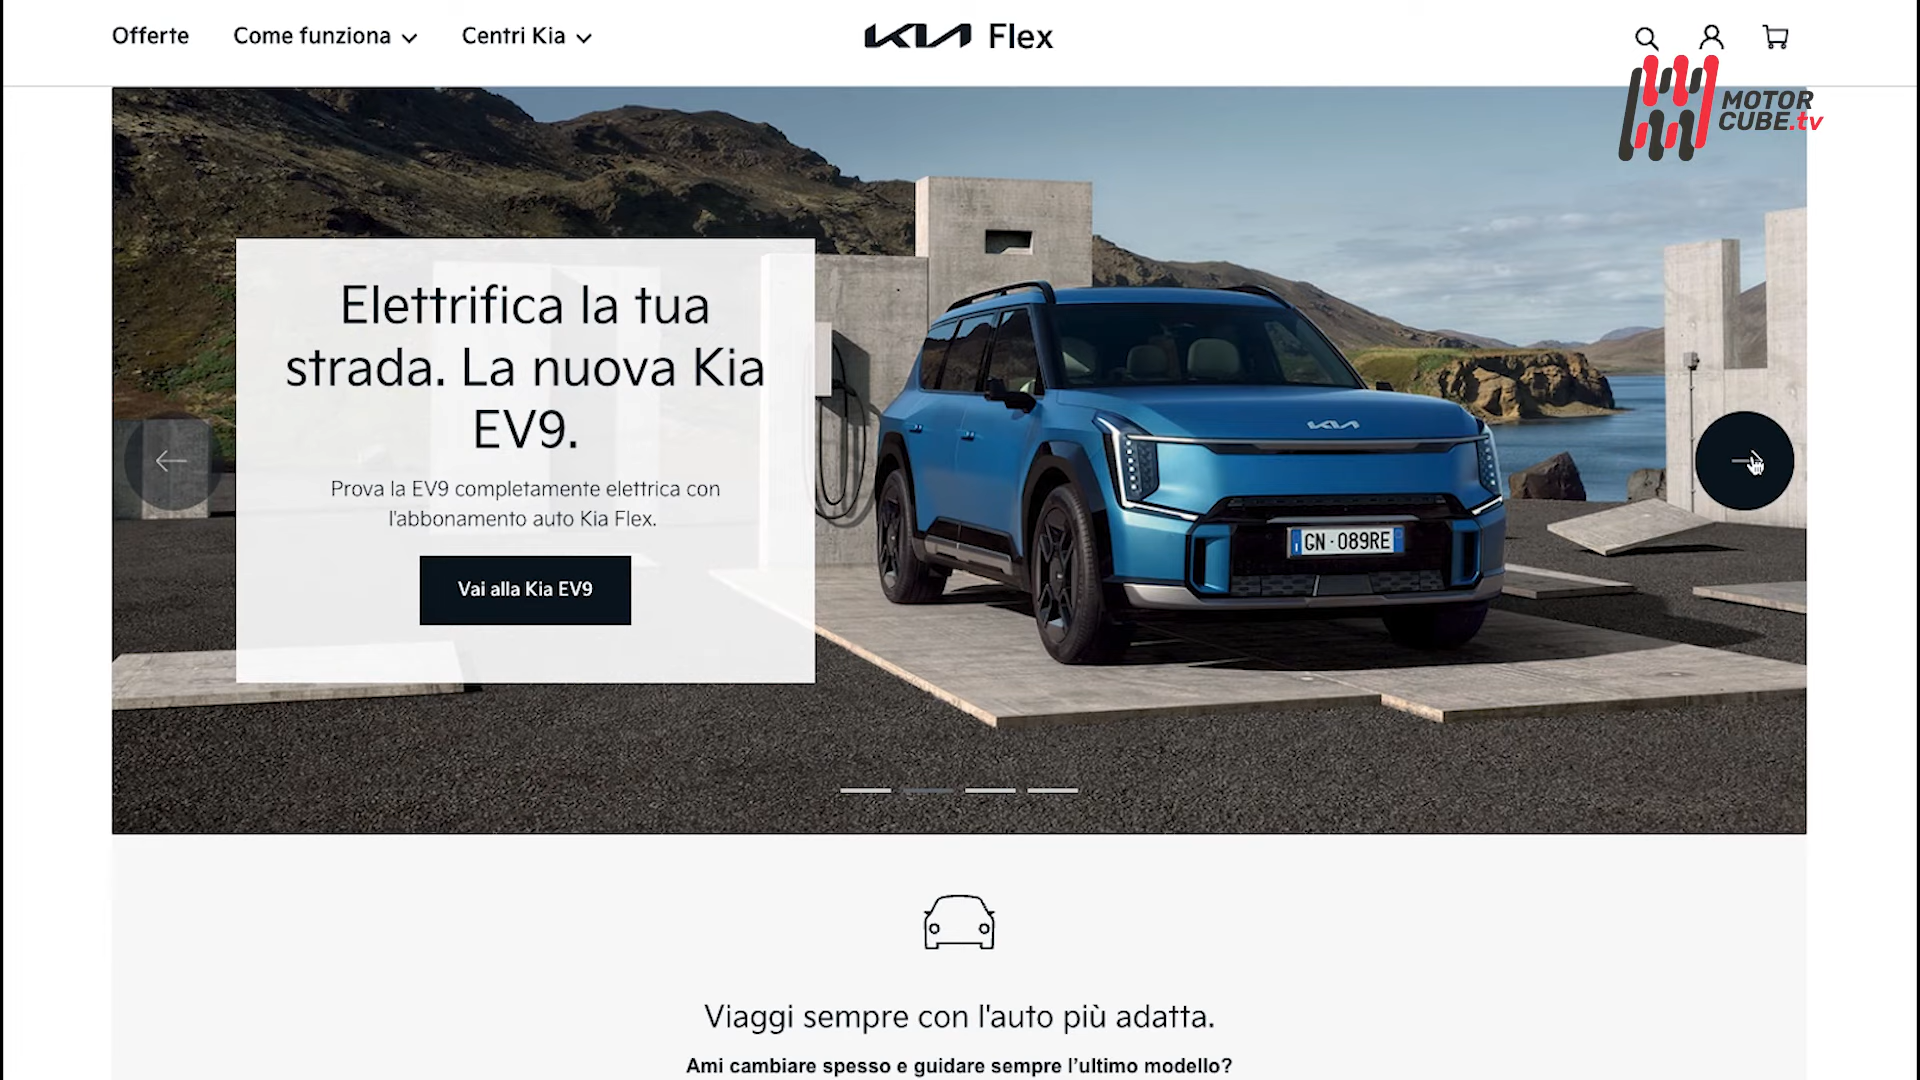 Offerte
Come funziona
Centri Kia
KIA Flex
MOTOR
CUBE.tv
Elettrifica la tua
strada. La nuova Kia
EV9.
Prova la EV9 completamente elettrica con
l'abbonamento auto Kia Flex.
Vai alla Kia EV9
KIA
GN·089RE
Viaggi sempre con l'auto più adatta.
Ami cambiare spesso e guidare sempre l’ultimo modello?